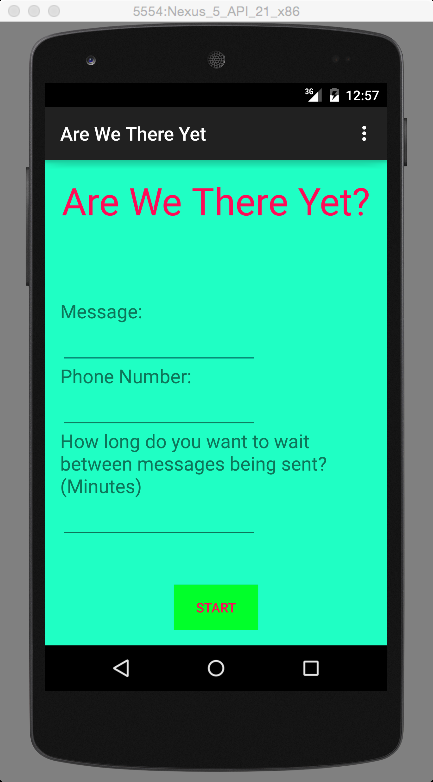 5554:Nexus_5_API_21_x86
3G 12:57
Are We There Yet
Are We There Yet?
Message:
Phone Number:
How long do you want to wait
between messages being sent?
(Minutes)
START